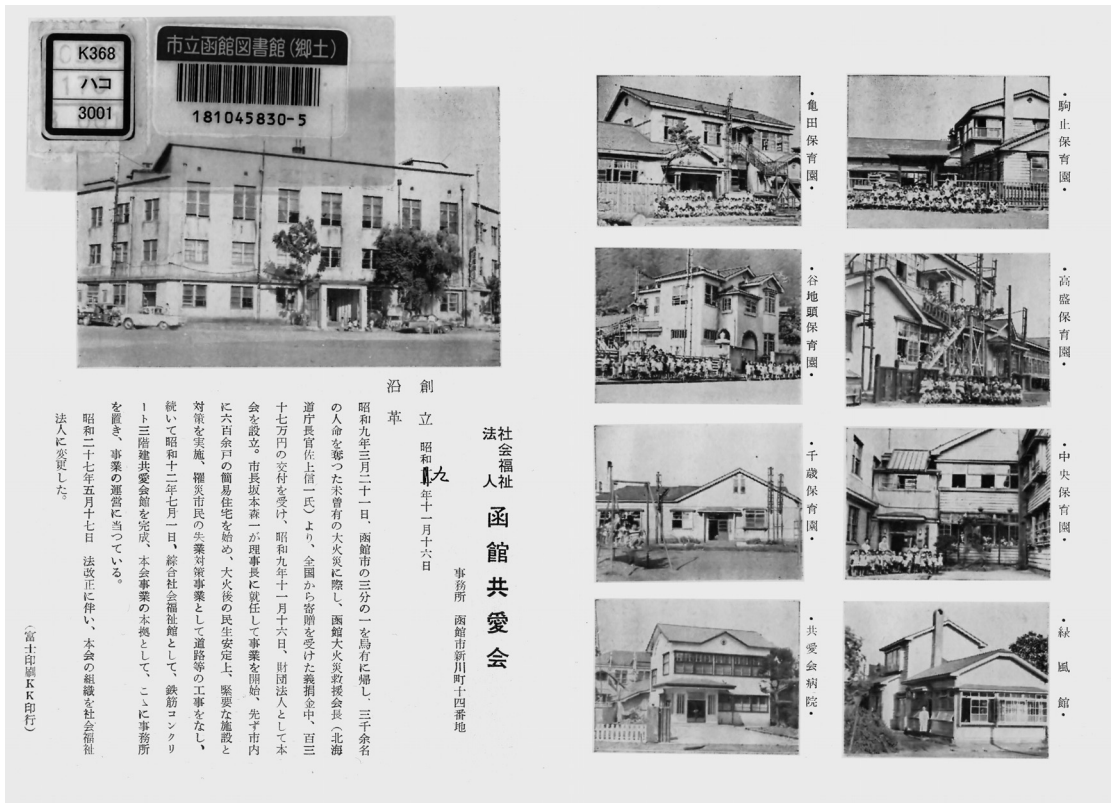 K368
ハコ
3001
市立函館図書館(郷土)
181045830-5
・駒止保育園・
・亀田保育園・
・高盛保育園・
・谷地頭保育園・
・中央保育園・
・千歳保育園・
・緑風館・
・共愛会病院・
社会福祉法人 函館共愛会
事務所 函館市新川町十四番地
創立 昭和九年十一月十六日
沿革
昭和九年三月二十一日、函館市の三分の一を烏有に帰し、三千余名
の人命を奪つた未曽有の大火災に際し、函館大火災救援会長(北海
道庁長官佐上信一氏)より、全国から寄贈を受けた義捐金中、百三
十七万円の交付を受け、昭和九年十一月十六日、財団法人として本
会を設立。市長坂本森一が理事長に就任して事業を開始、先ず市内
に六百余戸の簡易住宅を始め、大火後の民生安定上、緊要な施設と
対策を実施、罹災市民の失業対策事業として道路等の工事をなし、
続いて昭和十二年七月一日、綜合社会福祉館として、鉄筋コンクリ
ート三階建共愛会館を完成、本会事業の本拠として、こゝに事務所
を置き、事業の運営に当つている。
昭和二十七年五月十七日 法改正に伴い、本会の組織を社会福祉
法人に変更した。
(富士印刷KK印行)